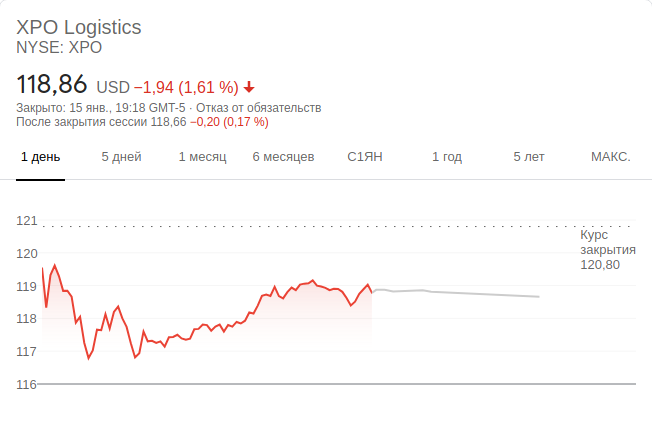 XPO Logistics
NYSE: XPO
118,86 USD −1,94 (1,61 %)
Закрыто: 15 янв., 19:18 GMT-5 · Отказ от обязательств
После закрытия сессии 118,66 −0,20 (0,17 %)
1 день 5 дней 1 месяц 6 месяцев С1ЯН 1 год 5 лет МАКС.
121
Курс
120 закрытия
120,80
119
118
117
116